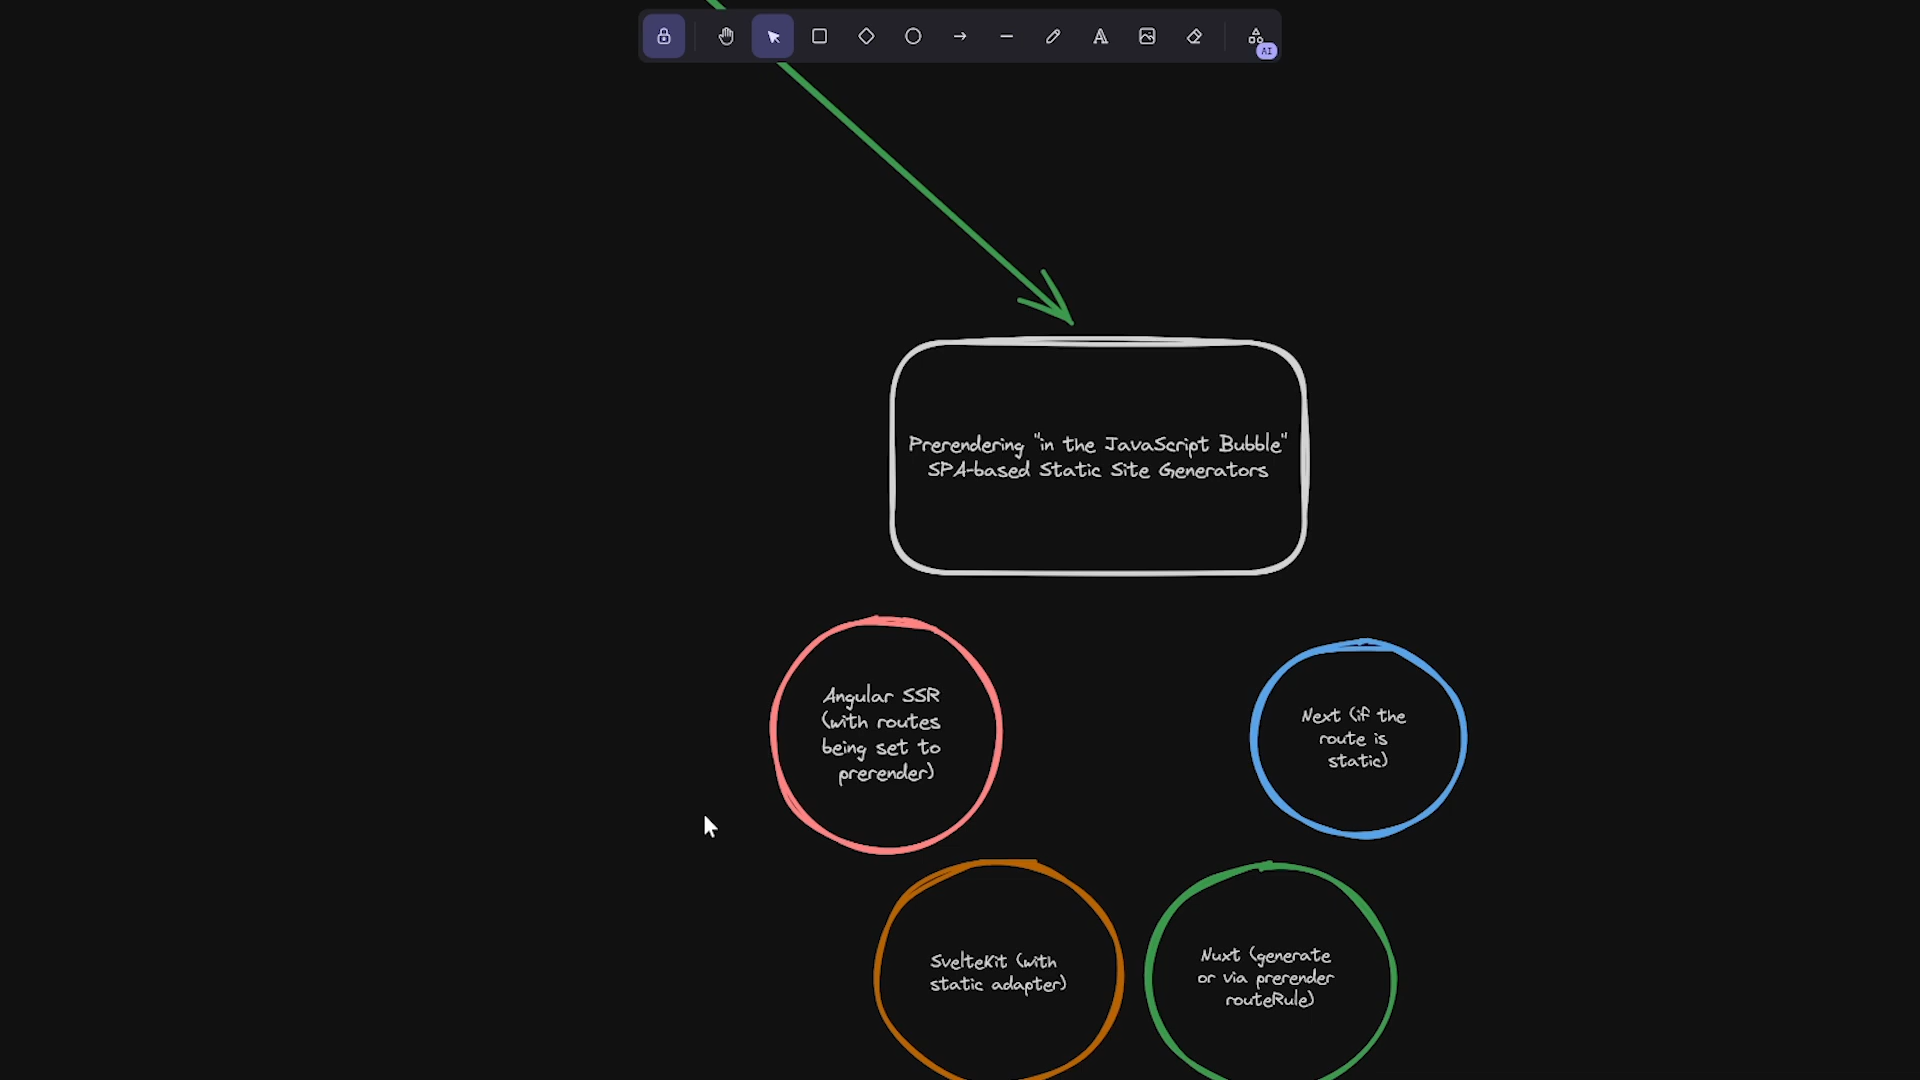 A
AI
Prerendering "in the JavaScript Bubble"
SPA-based Static Site Generators
Angular SSR
(with routes
being set to
prerender)
Next (if the
route is
static)
SvelteKit (with
static adapter)
Nuxt (generate
or via prerender
routeRule)